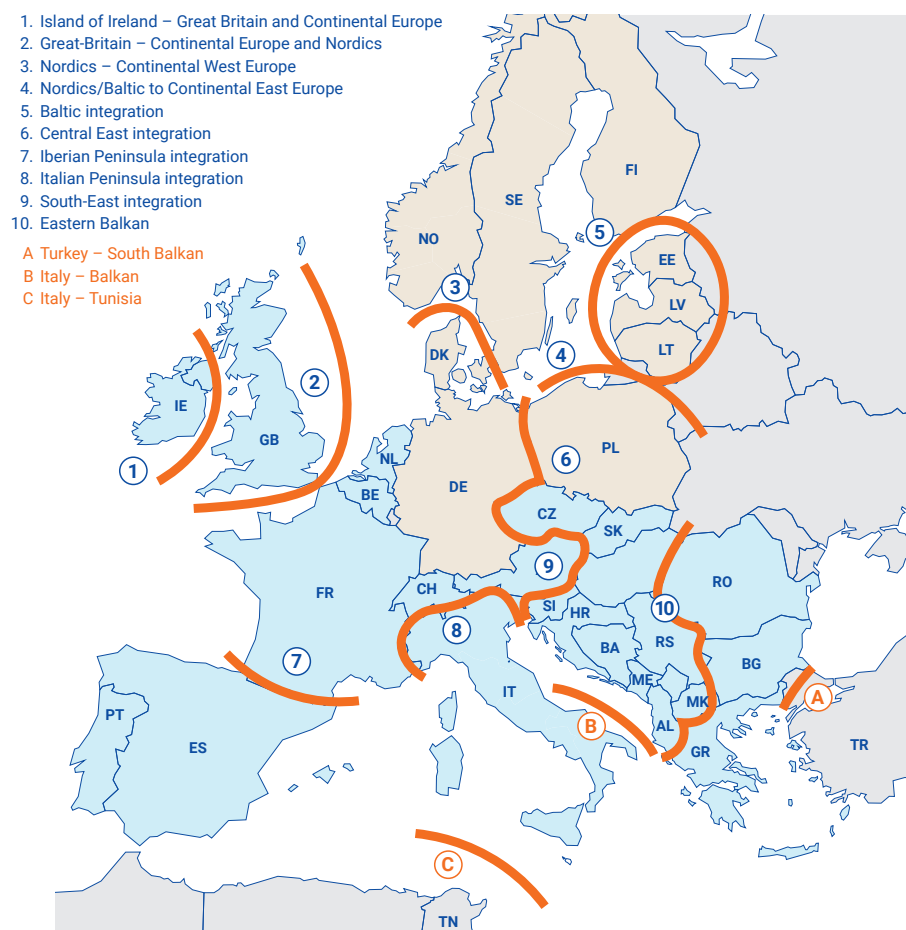 1. Island of Ireland – Great Britain and Continental Europe
2. Great-Britain – Continental Europe and Nordics
3. Nordics – Continental West Europe
4. Nordics/Baltic to Continental East Europe
5. Baltic integration
6. Central East integration
7. Iberian Peninsula integration
8. Italian Peninsula integration
9. South-East integration
10. Eastern Balkan
A Turkey – South Balkan
B Italy – Balkan
C Italy – Tunisia
FI
SE
NO
5
EE
3
LV
LT
DK
4
2
IE
GB
PL
6
NL
1
DE
BE
CZ
SK
9
RO
CH
FR
SI
10
HR
8
RS
BA
7
BG
ME
IT
MK
A
PT
AL
B
ES
GR
TR
C
TN